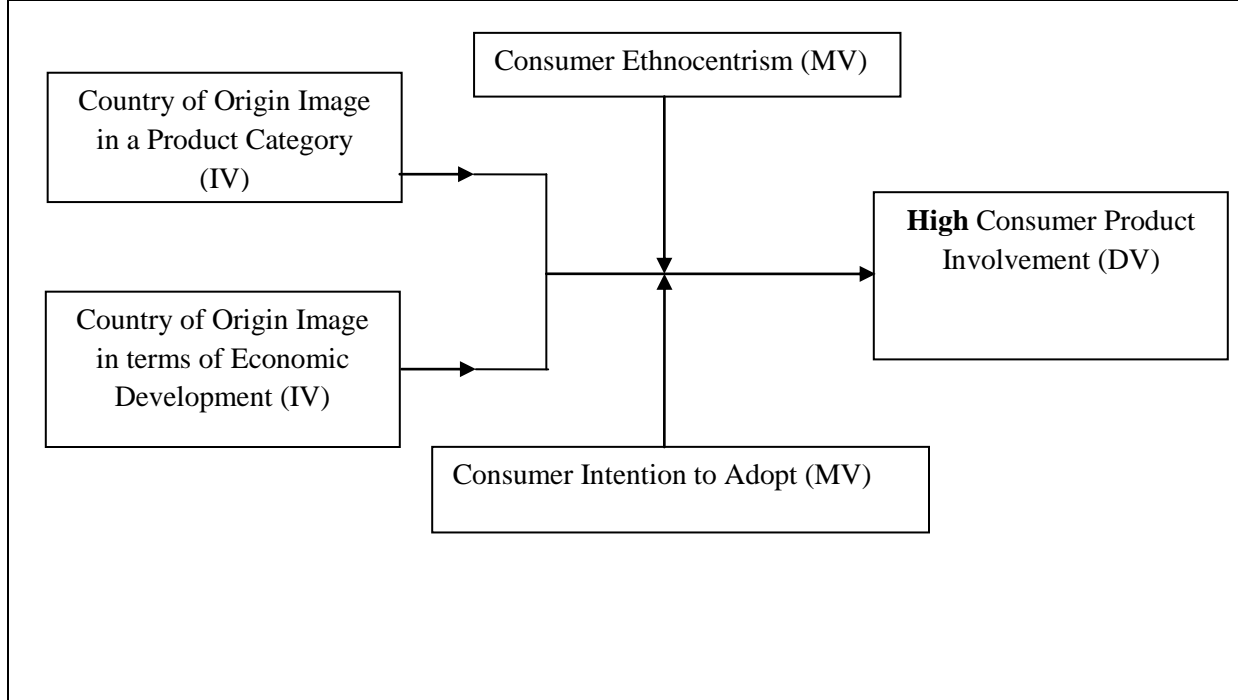 Consumer Ethnocentrism (MV)
Country of Origin Image
in a Product Category
(IV)
High Consumer Product
Involvement (DV)
Country of Origin Image
in terms of Economic
Development (IV)
Consumer Intention to Adopt (MV)